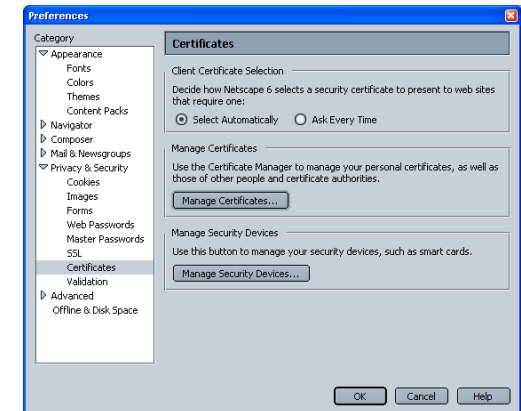 Preferences
Category
Appearance
Fonts
Colors
Themes
Content Packs
Navigator
Composer
Mail & Newsgroups
Privacy & Security
Cookies
Images
Forms
Web Passwords
Master Passwords
SSL
Certificates
Validation
Advanced
Offline & Disk Space
Certificates
Client Certificate Selection
Decide how Netscape 6 selects a security certificate to present to web sites
that require one:
Select Automatically Ask Every Time
Manage Certificates
Use the Certificate Manager to manage your personal certificates, as well as
those of other people and certificate authorities.
Manage Certificates...
Manage Security Devices
Use this button to manage your security devices, such as smart cards.
Manage Security Devices...
OK Cancel Help